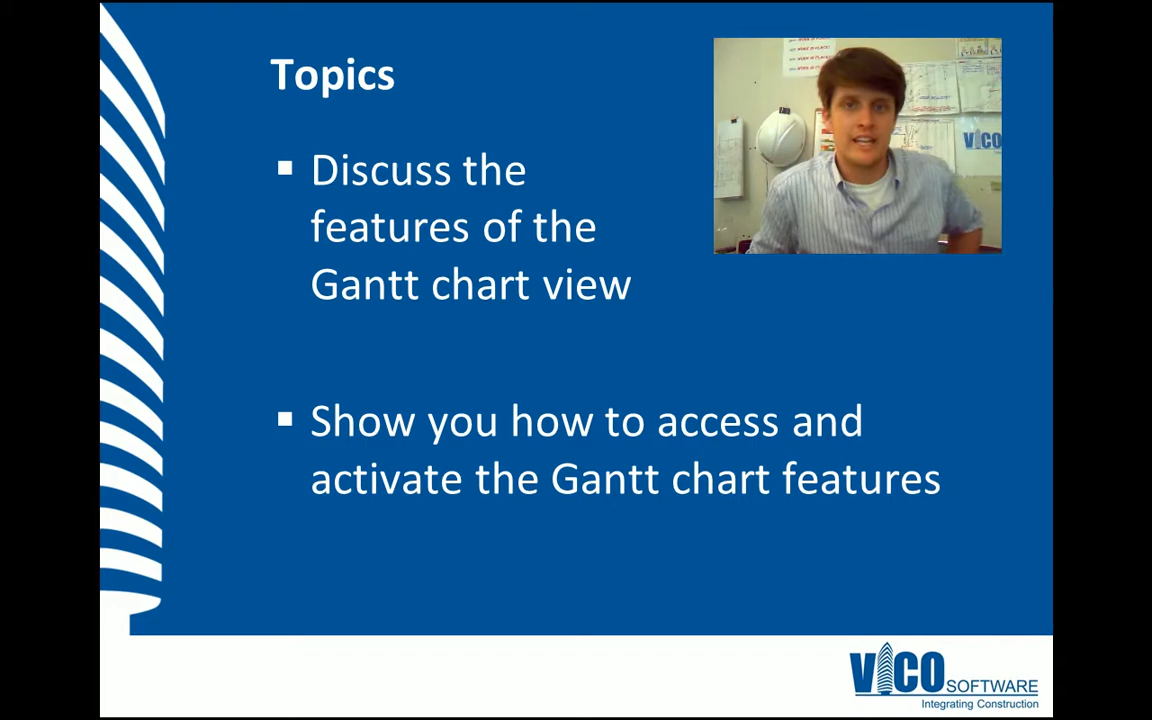 Topics
▪ Discuss the
features of the
Gantt chart view
▪ Show you how to access and
activate the Gantt chart features
VICO
VICO SOFTWARE
Integrating Construction